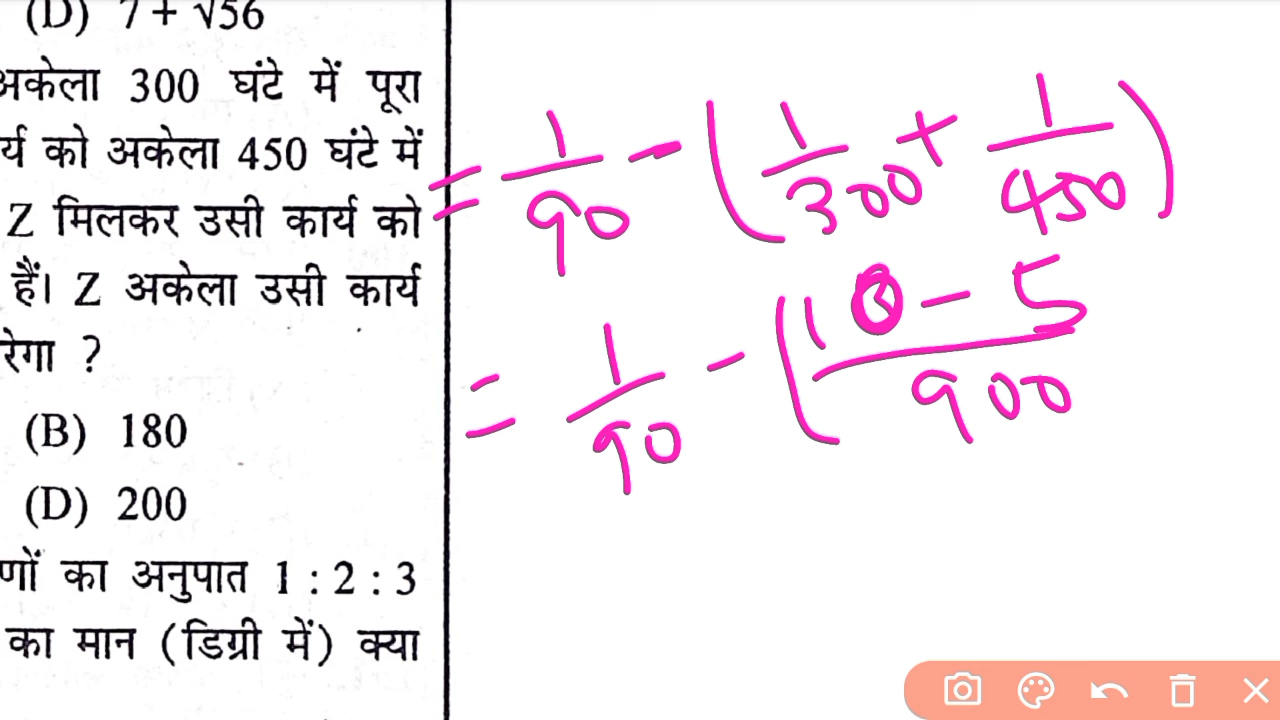 (D) 7 + √56
अकेला 300 घंटे में पूरा
र्य को अकेला 450 घंटे में
Z मिलकर उसी कार्य को
हैं। Z अकेला उसी कार्य
रेगा ?
(B) 180
(D) 200
णों का अनुपात 1 : 2 : 3
का मान (डिग्री में) क्या
= 1/90 - (1/300 + 1/450)
= 1/90 - (10 - 5/900